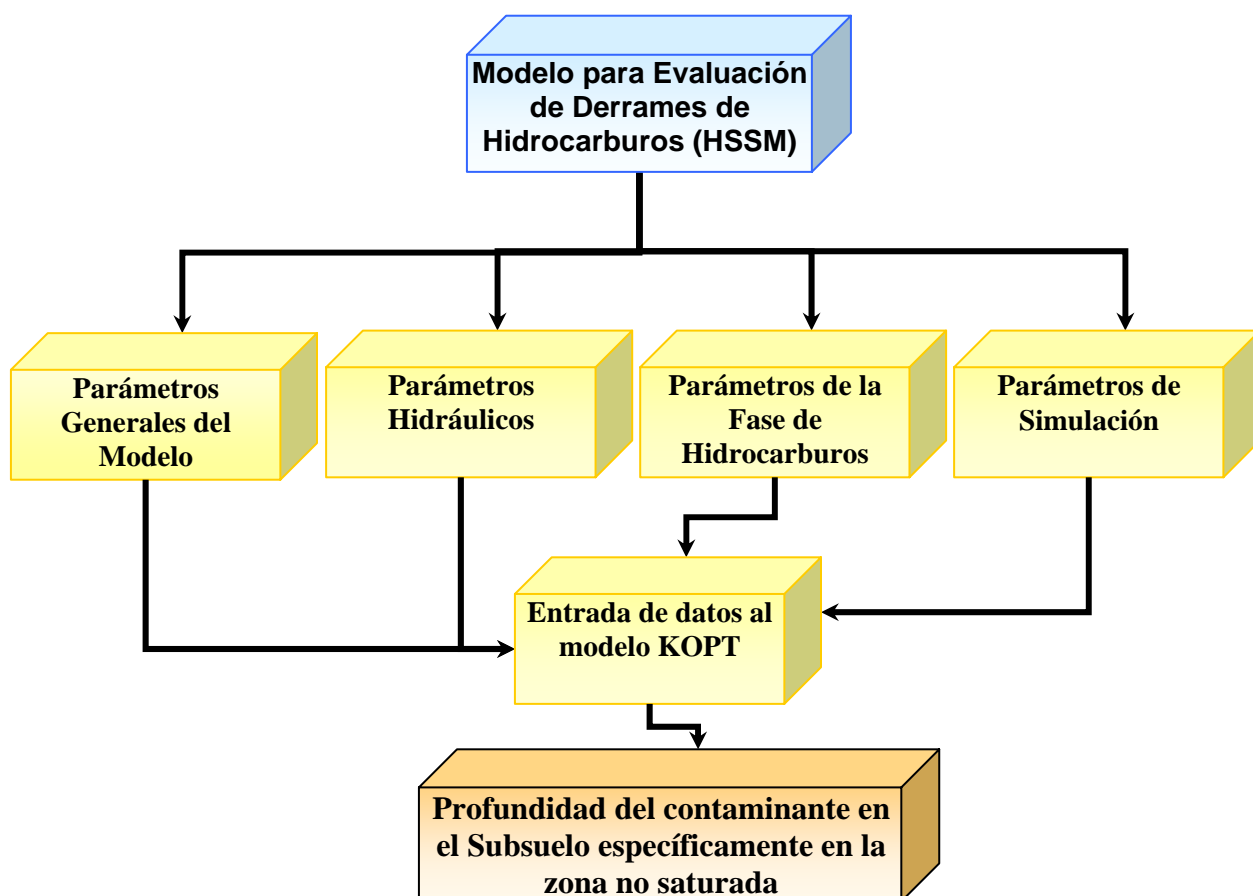 Modelo para Evaluación
de Derrames de
Hidrocarburos (HSSM)
Parámetros
Generales del
Modelo
Parámetros
Hidráulicos
Parámetros de la
Fase de
Hidrocarburos
Parámetros de
Simulación
Entrada de datos al
modelo KOPT
Profundidad del contaminante en
el Subsuelo específicamente en la
zona no saturada